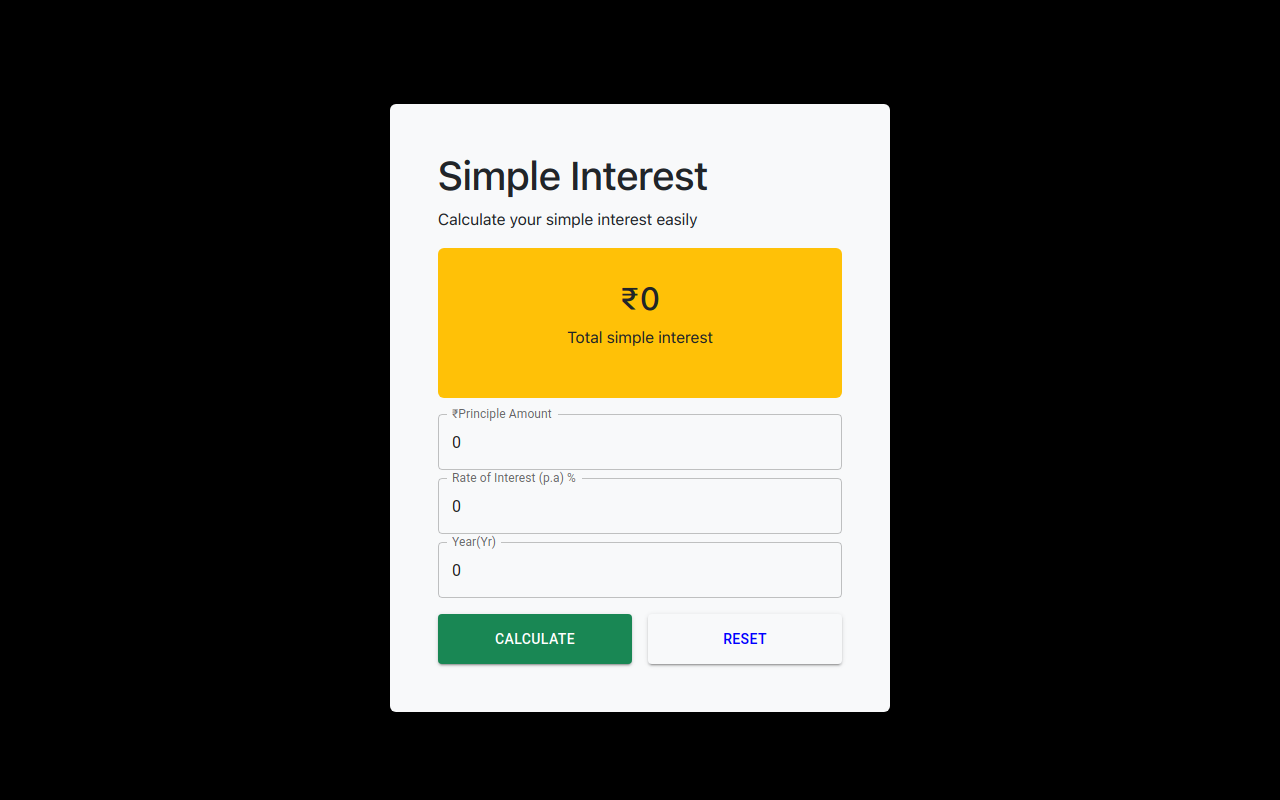 Simple Interest
Calculate your simple interest easily
₹0
Total simple interest
₹Principle Amount
0
Rate of Interest (p.a) %
0
Year(Yr)
0
CALCULATE RESET